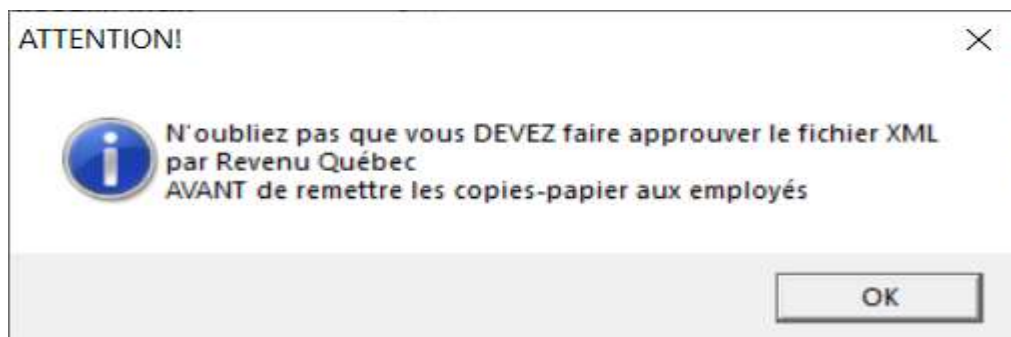 ATTENTION!
N'oubliez pas que vous DEVEZ faire approuver le fichier XML
par Revenu Québec
AVANT de remettre les copies-papier aux employés
OK